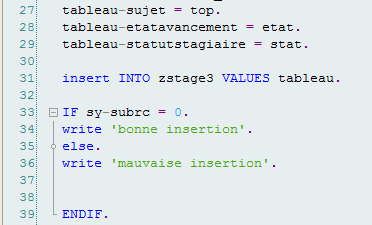 27 tableau-sujet = top.
28 tableau-etatavancement = etat.
29 tableau-statutstagiaire = stat.
30
31 insert INTO zstage3 VALUES tableau.
32
33 IF sy-subrc = 0.
34 write 'bonne insertion'.
35 else.
36 write 'mauvaise insertion'.
37
38
39 ENDIF.